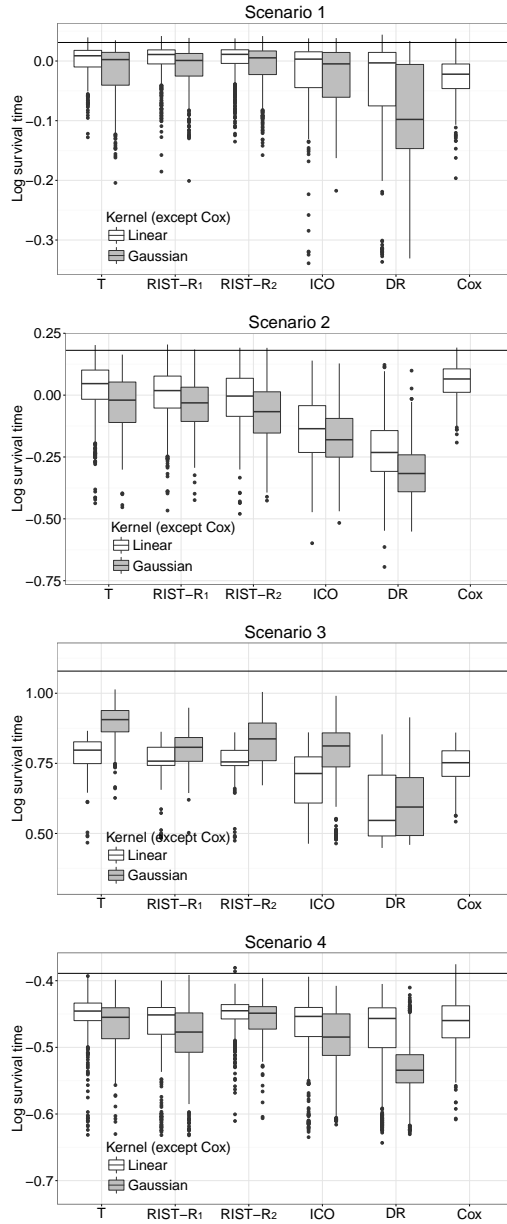 Scenario 1
Log survival time
0.0
−0.1
−0.2
−0.3
Kernel (except Cox)
Linear
Gaussian
T RIST−R1 RIST−R2 ICO DR Cox
Scenario 2
Log survival time
0.25
0.00
−0.25
−0.50
−0.75
Kernel (except Cox)
Linear
Gaussian
T RIST−R1 RIST−R2 ICO DR Cox
Scenario 3
Log survival time
1.00
0.75
0.50
Kernel (except Cox)
Linear
Gaussian
T RIST−R1 RIST−R2 ICO DR Cox
Scenario 4
Log survival time
−0.4
−0.5
−0.6
−0.7
Kernel (except Cox)
Linear
Gaussian
T RIST−R1 RIST−R2 ICO DR Cox